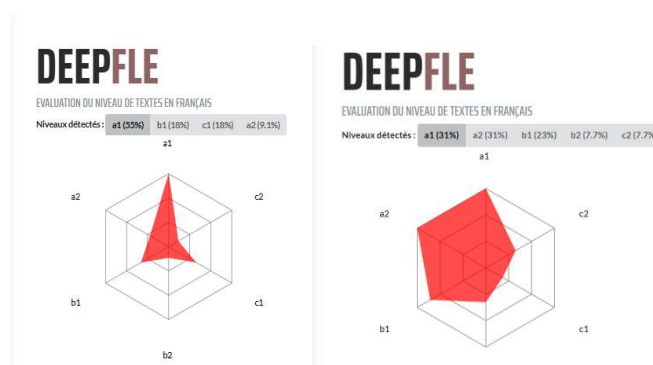 DEEPFLE
EVALUATION DU NIVEAU DE TEXTES EN FRANÇAIS
Niveaux détectés : a1 (55%) b1 (18%) c1 (18%) a2 (9.1%)
a1
a2
c2
b1
c1
b2
DEEPFLE
EVALUATION DU NIVEAU DE TEXTES EN FRANÇAIS
Niveaux détectés : a1 (31%) a2 (31%) b1 (23%) b2 (7.7%) c2 (7.7%
a1
a2
c2
b1
c1